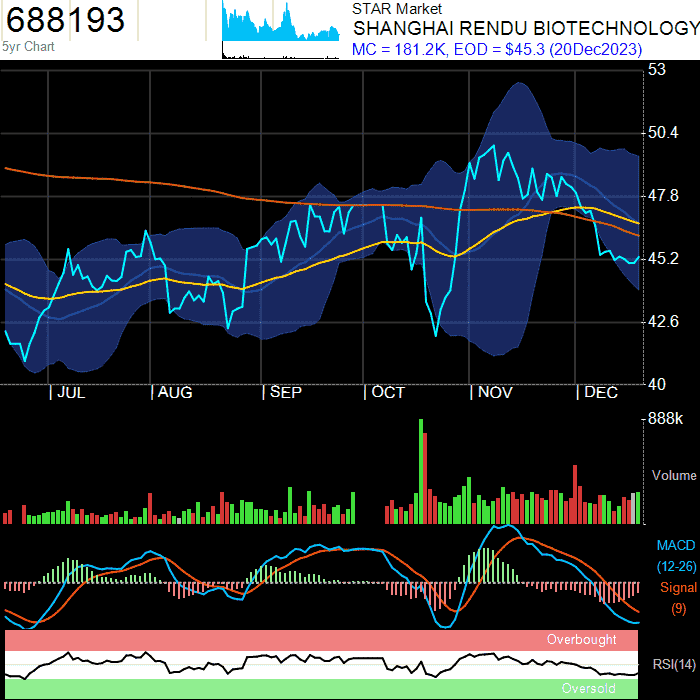 688193
5yr Chart
STAR Market
SHANGHAI RENDU BIOTECHNOLOGY
MC = 181.2K, EOD = $45.3 (20Dec2023)
53
50.4
47.8
45.2
42.6
40
| JUL | AUG | SEP | OCT | NOV | DEC
888k
Volume
MACD
(12-26)
Signal
(9)
Overbought
RSI(14)
Oversold